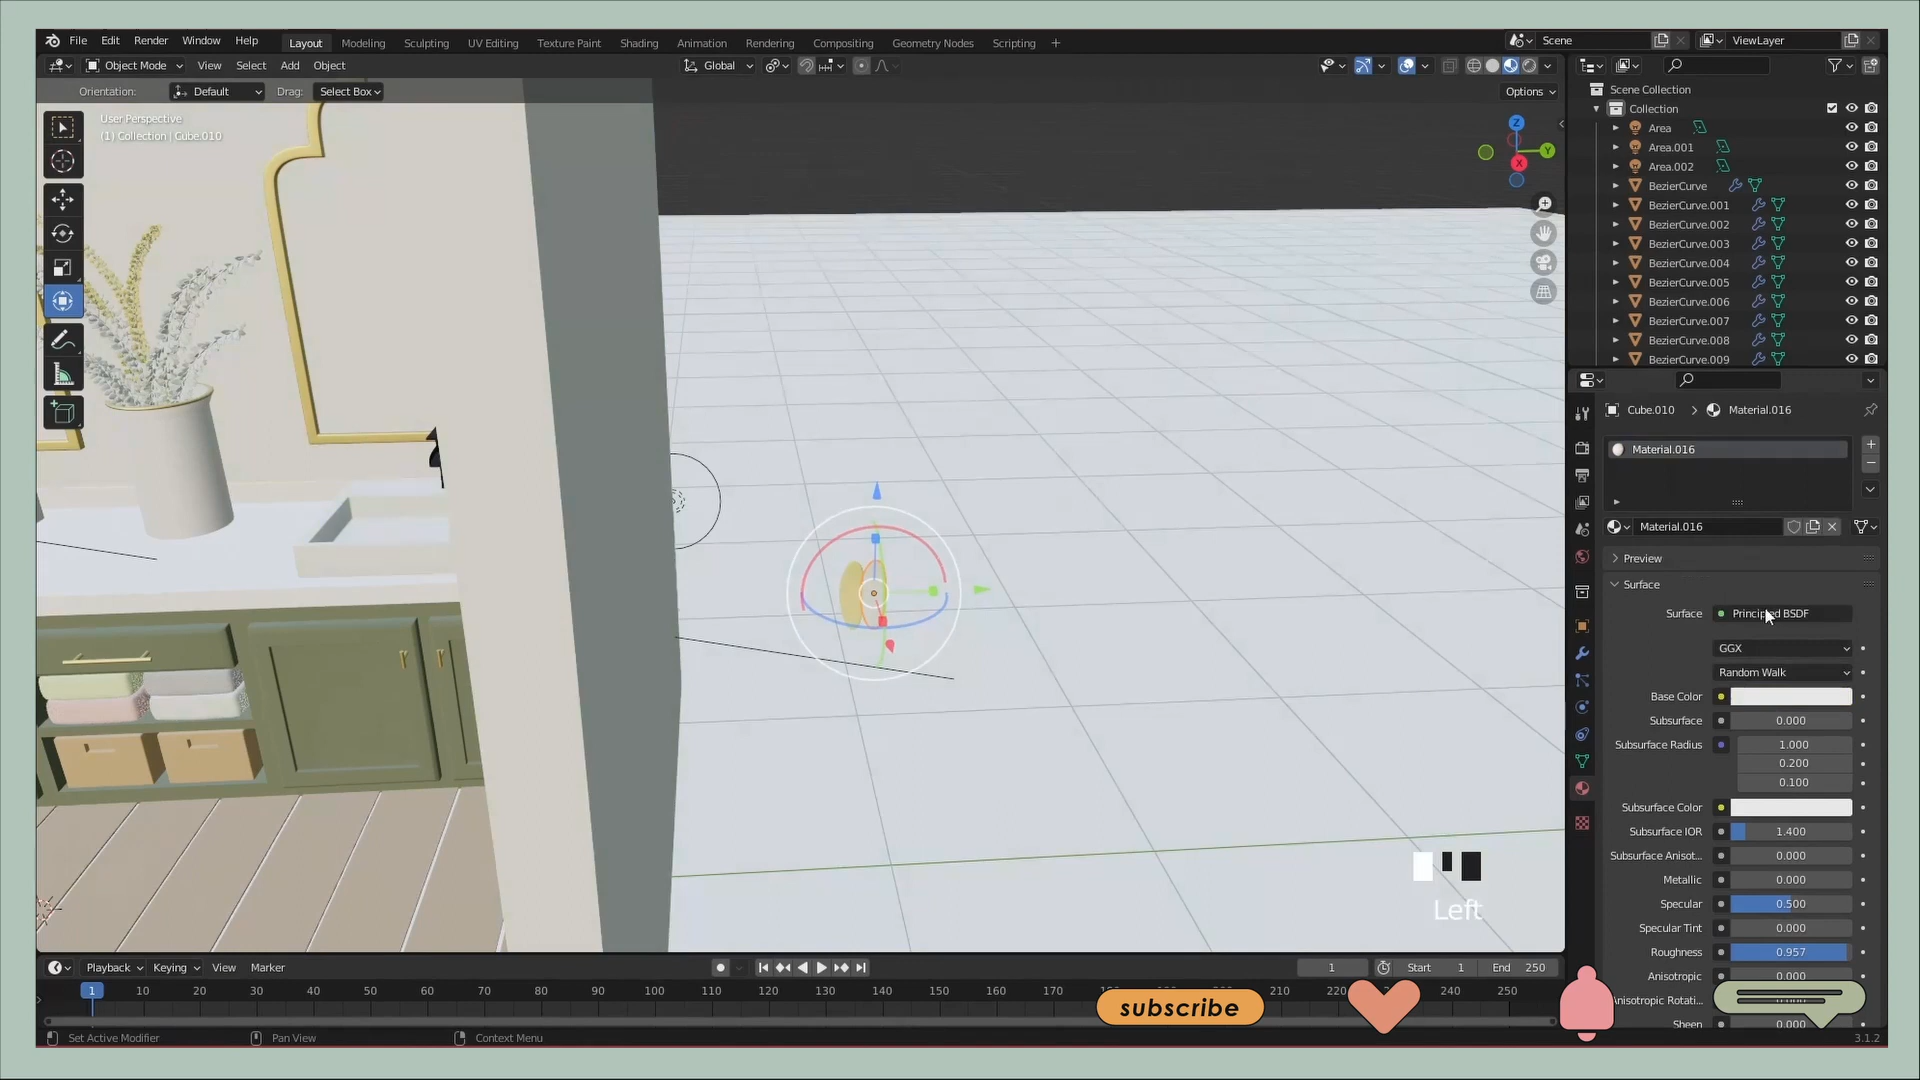 File Edit Render Window Help Layout Modeling Sculpting UV Editing Texture Paint Shading Animation Rendering Compositing Geometry Nodes Scripting + Scene ViewLayer
Object Mode View Select Add Object Global
Orientation: Default Drag: Select Box Options
User Perspective
(1) Collection | Cube.010
Z
Y
X
Scene Collection
Collection
Area
Area.001
Area.002
BezierCurve
BezierCurve.001
BezierCurve.002
BezierCurve.003
BezierCurve.004
BezierCurve.005
BezierCurve.006
BezierCurve.007
BezierCurve.008
BezierCurve.009
Cube.010 > Material.016
Material.016
Material.016
Preview
Surface
Surface Principled BSDF
GGX
Random Walk
Base Color
Subsurface 0.000
Subsurface Radius 1.000
0.200
0.100
Subsurface Color
Subsurface IOR 1.400
Subsurface Anisot... 0.000
Metallic 0.000
Specular 0.500
Specular Tint 0.000
Roughness 0.957
Anisotropic 0.000
Anisotropic Rotati...
Sheen 0.000
Left
Playback Keying View Marker 1 Start 1 End 250
1 10 20 30 40 50 60 70 80 90 100 110 120 130 140 150 160 170 210 220 240 250
subscribe
Set Active Modifier Pan View Context Menu 3.1.2